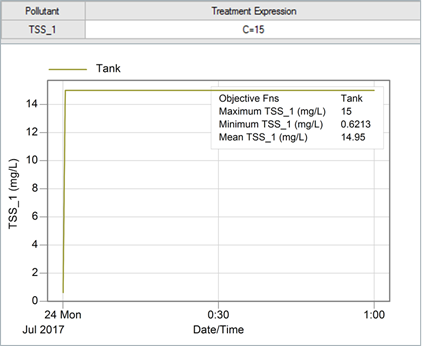 Pollutant Treatment Expression
TSS_1 C=15
Tank
Objective Fns Tank
Maximum TSS_1 (mg/L) 15
Minimum TSS_1 (mg/L) 0.6213
Mean TSS_1 (mg/L) 14.95
14
12
10
8
6
4
2
0
TSS_1 (mg/L)
24 Mon 0:30 1:00
Jul 2017 Date/Time